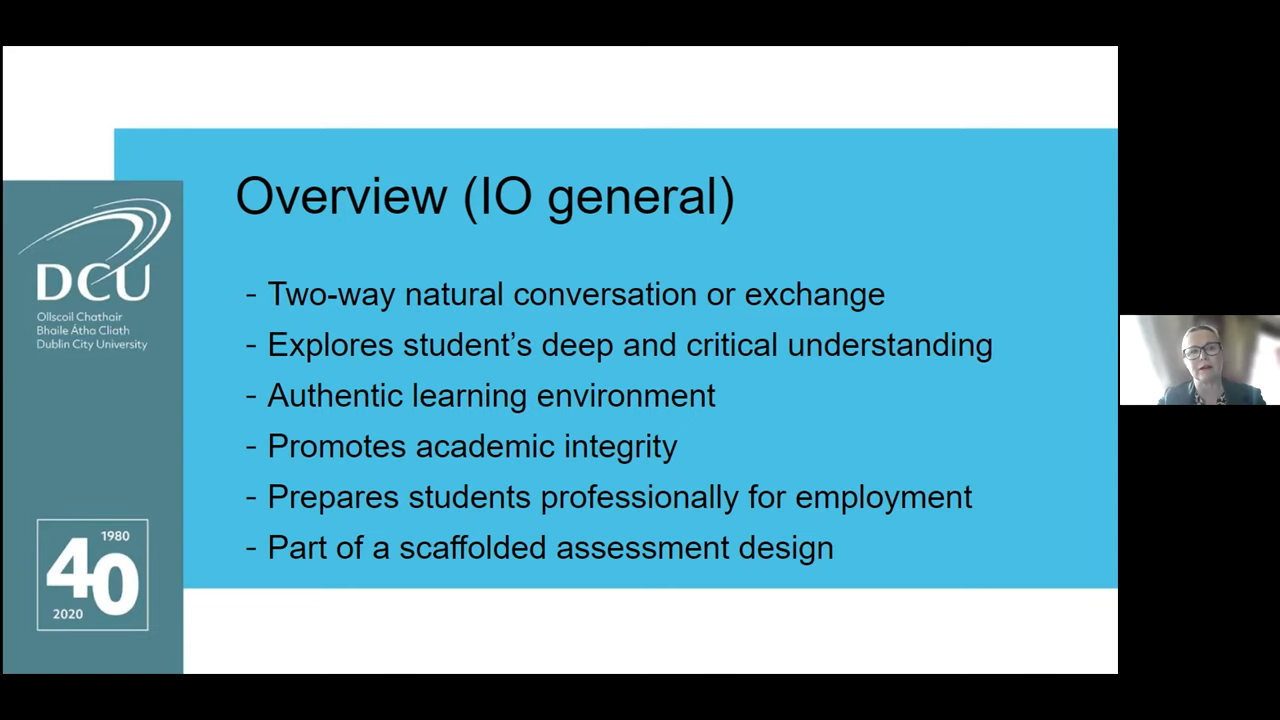 Overview (IO general)
- Two-way natural conversation or exchange
- Explores student's deep and critical understanding
- Authentic learning environment
- Promotes academic integrity
- Prepares students professionally for employment
- Part of a scaffolded assessment design
DCU
Ollscoil Chathair
Bhaile Átha Cliath
Dublin City University
1980
40
2020